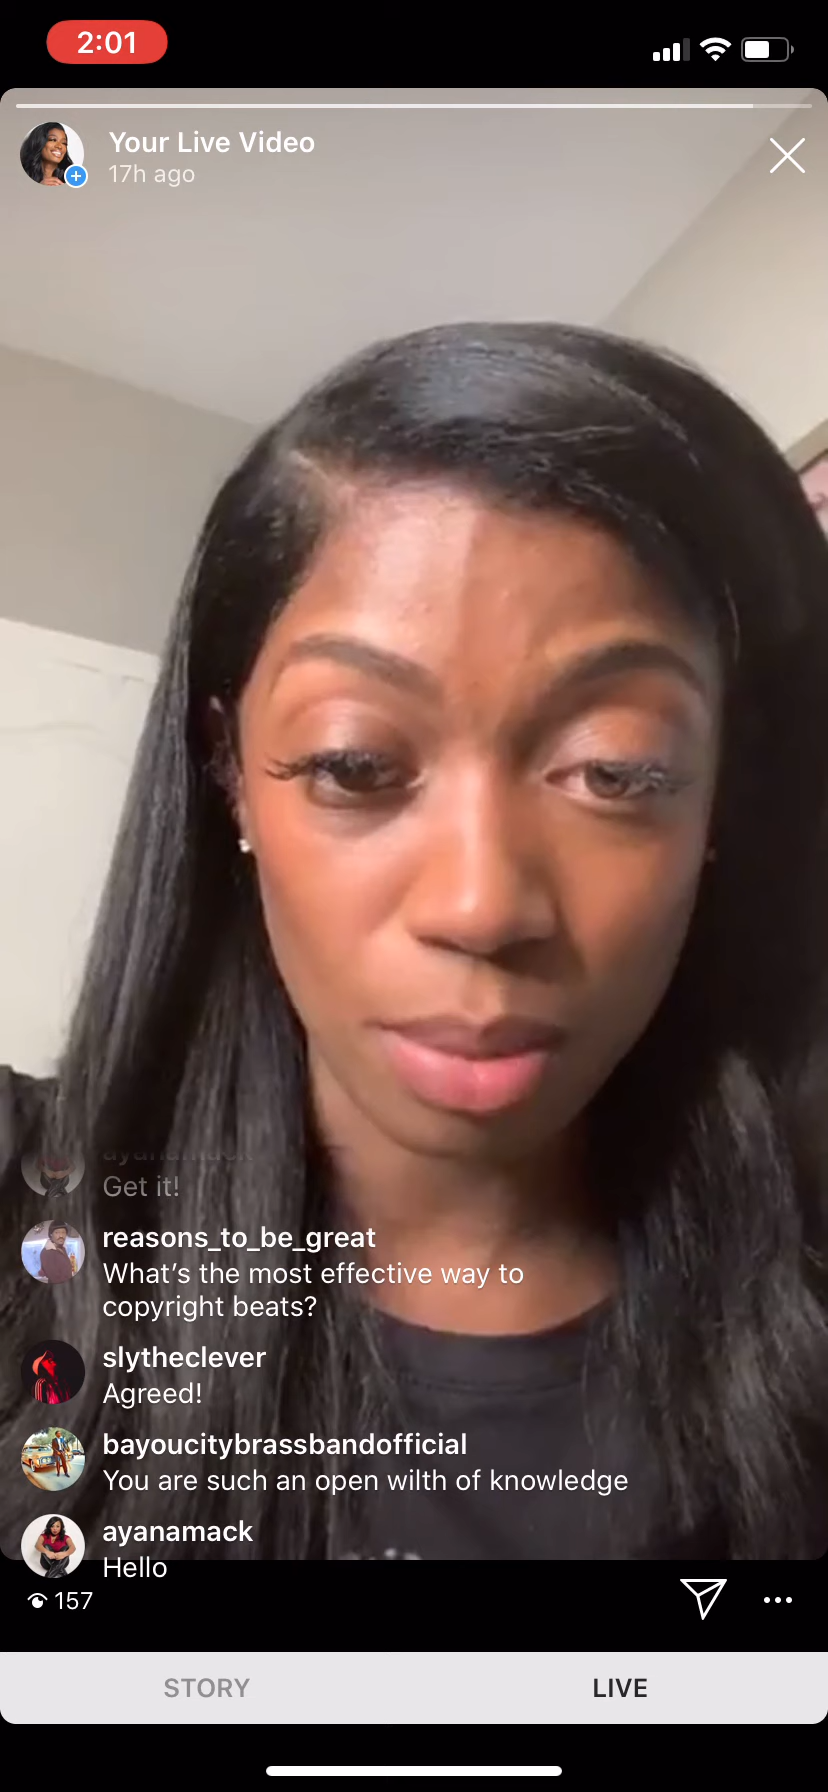 2:01
Your Live Video
17h ago
ayanamack
Get it!
reasons_to_be_great
What's the most effective way to
copyright beats?
slytheclever
Agreed!
bayoucitybrassbandofficial
You are such an open wilth of knowledge
ayanamack
Hello
157
STORY
LIVE